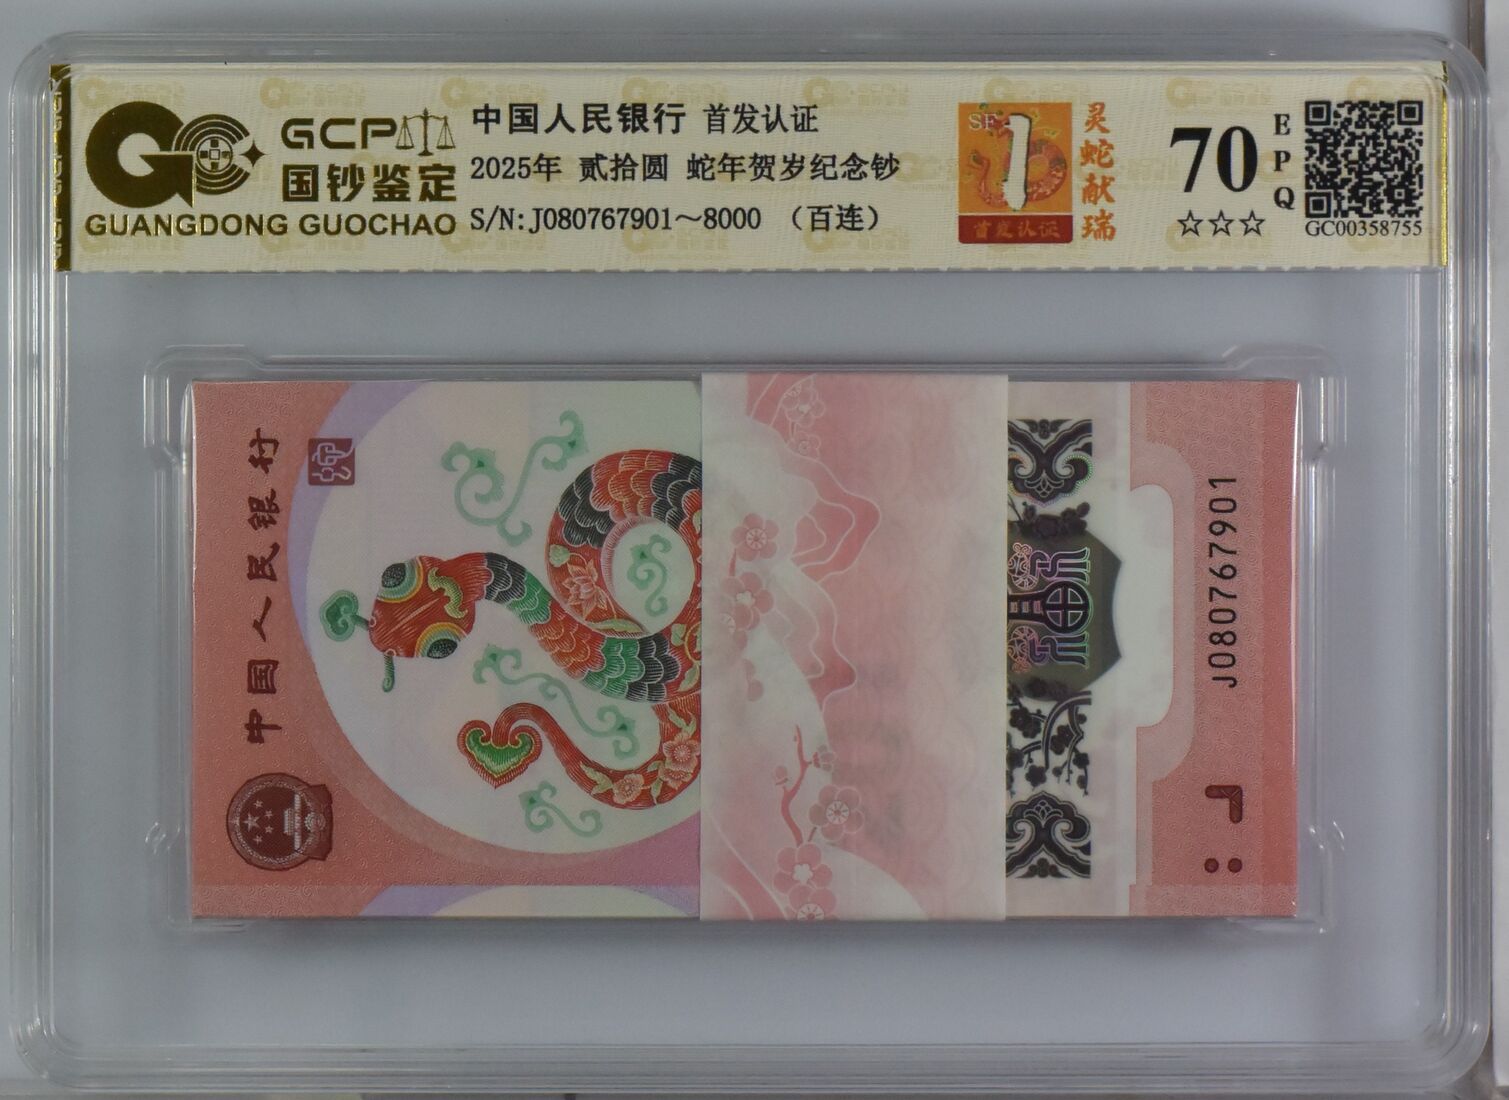 GCP
国钞鉴定
GUANGDONG GUOCHAO
中国人民银行 首发认证
2025年 贰拾圆 蛇年贺岁纪念钞
S/N:J080767901～8000 （百连）
1
首发认证
灵蛇献瑞
70
EPQ
☆☆☆
GC00358755
中国人民银行
J080767901